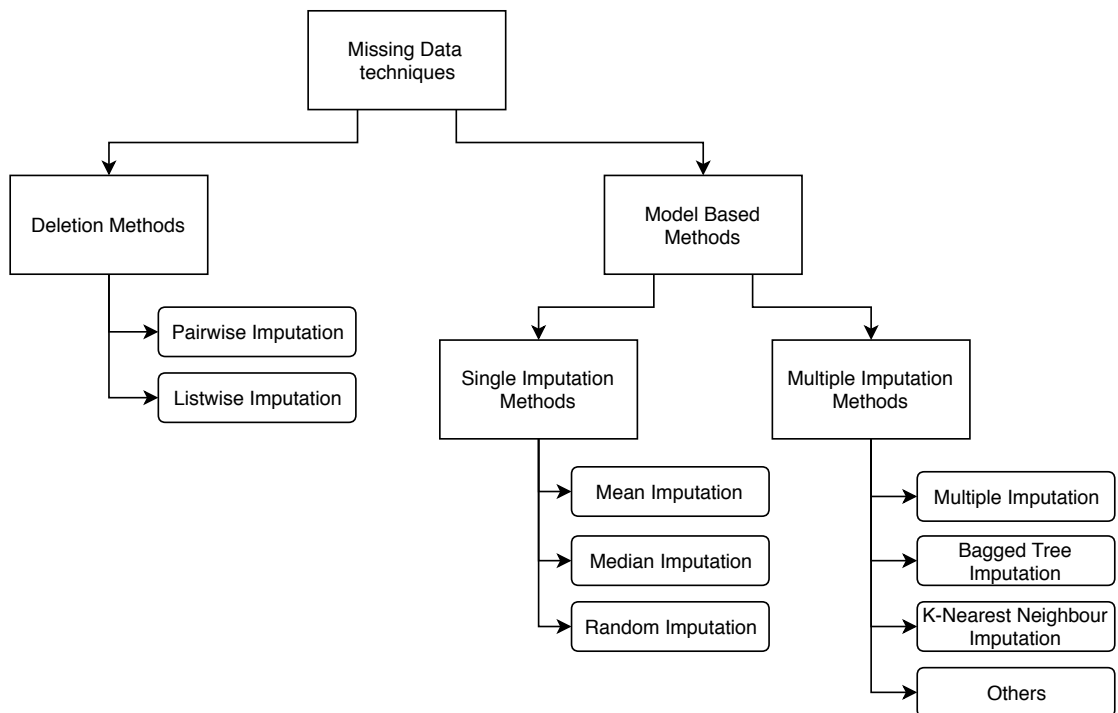 Missing Data
techniques
Deletion Methods
Model Based
Methods
Pairwise Imputation
Listwise Imputation
Single Imputation
Methods
Multiple Imputation
Methods
Mean Imputation
Median Imputation
Random Imputation
Multiple Imputation
Bagged Tree
Imputation
K-Nearest Neighbour
Imputation
Others